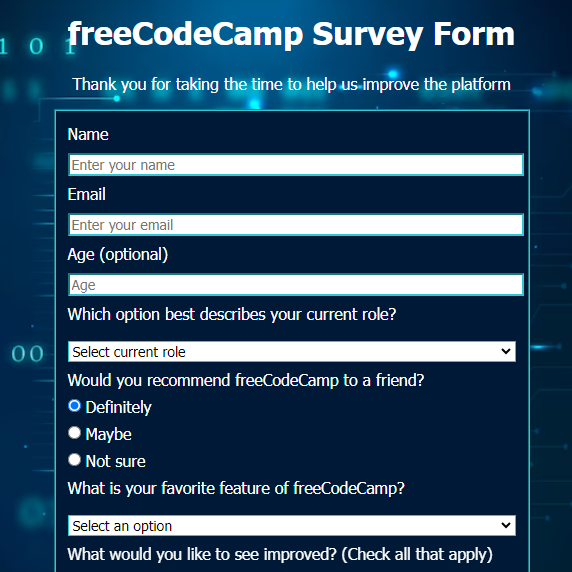 1 0 1
freeCodeCamp Survey Form
Thank you for taking the time to help us improve the platform
Name
Enter your name
Email
Enter your email
Age (optional)
Age
Which option best describes your current role?
00
Select current role
Would you recommend freeCodeCamp to a friend?
Definitely
Maybe
Not sure
What is your favorite feature of freeCodeCamp?
Select an option
What would you like to see improved? (Check all that apply)